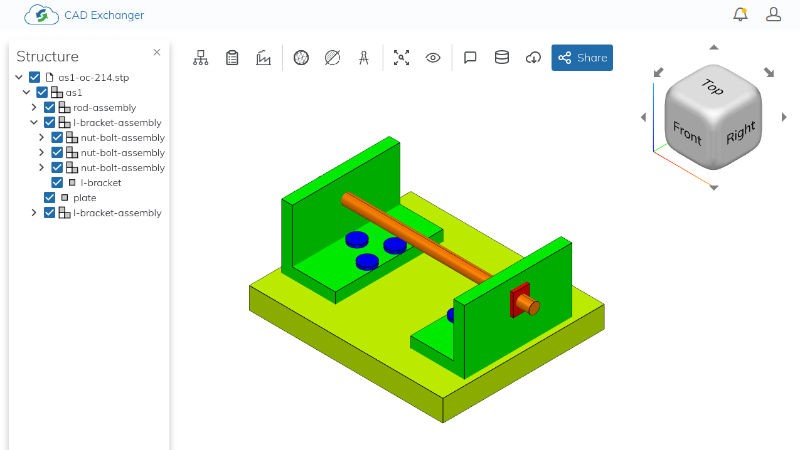 CAD Exchanger
Structure
as1-oc-214.stp
as1
rod-assembly
l-bracket-assembly
nut-bolt-assembly
nut-bolt-assembly
nut-bolt-assembly
l-bracket
plate
l-bracket-assembly
Share
Top
Front
Right